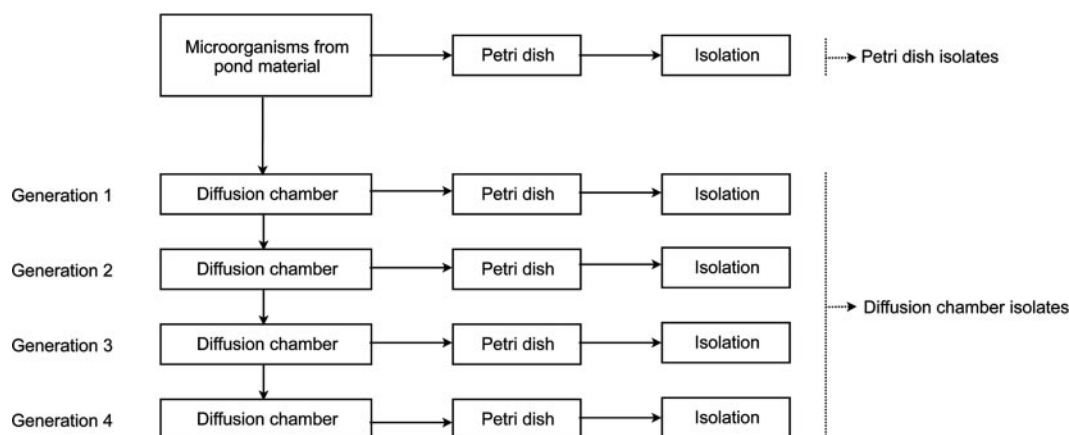 Microorganisms from
pond material
Petri dish
Isolation
Petri dish isolates
Generation 1
Diffusion chamber
Petri dish
Isolation
Generation 2
Diffusion chamber
Petri dish
Isolation
Diffusion chamber isolates
Generation 3
Diffusion chamber
Petri dish
Isolation
Generation 4
Diffusion chamber
Petri dish
Isolation